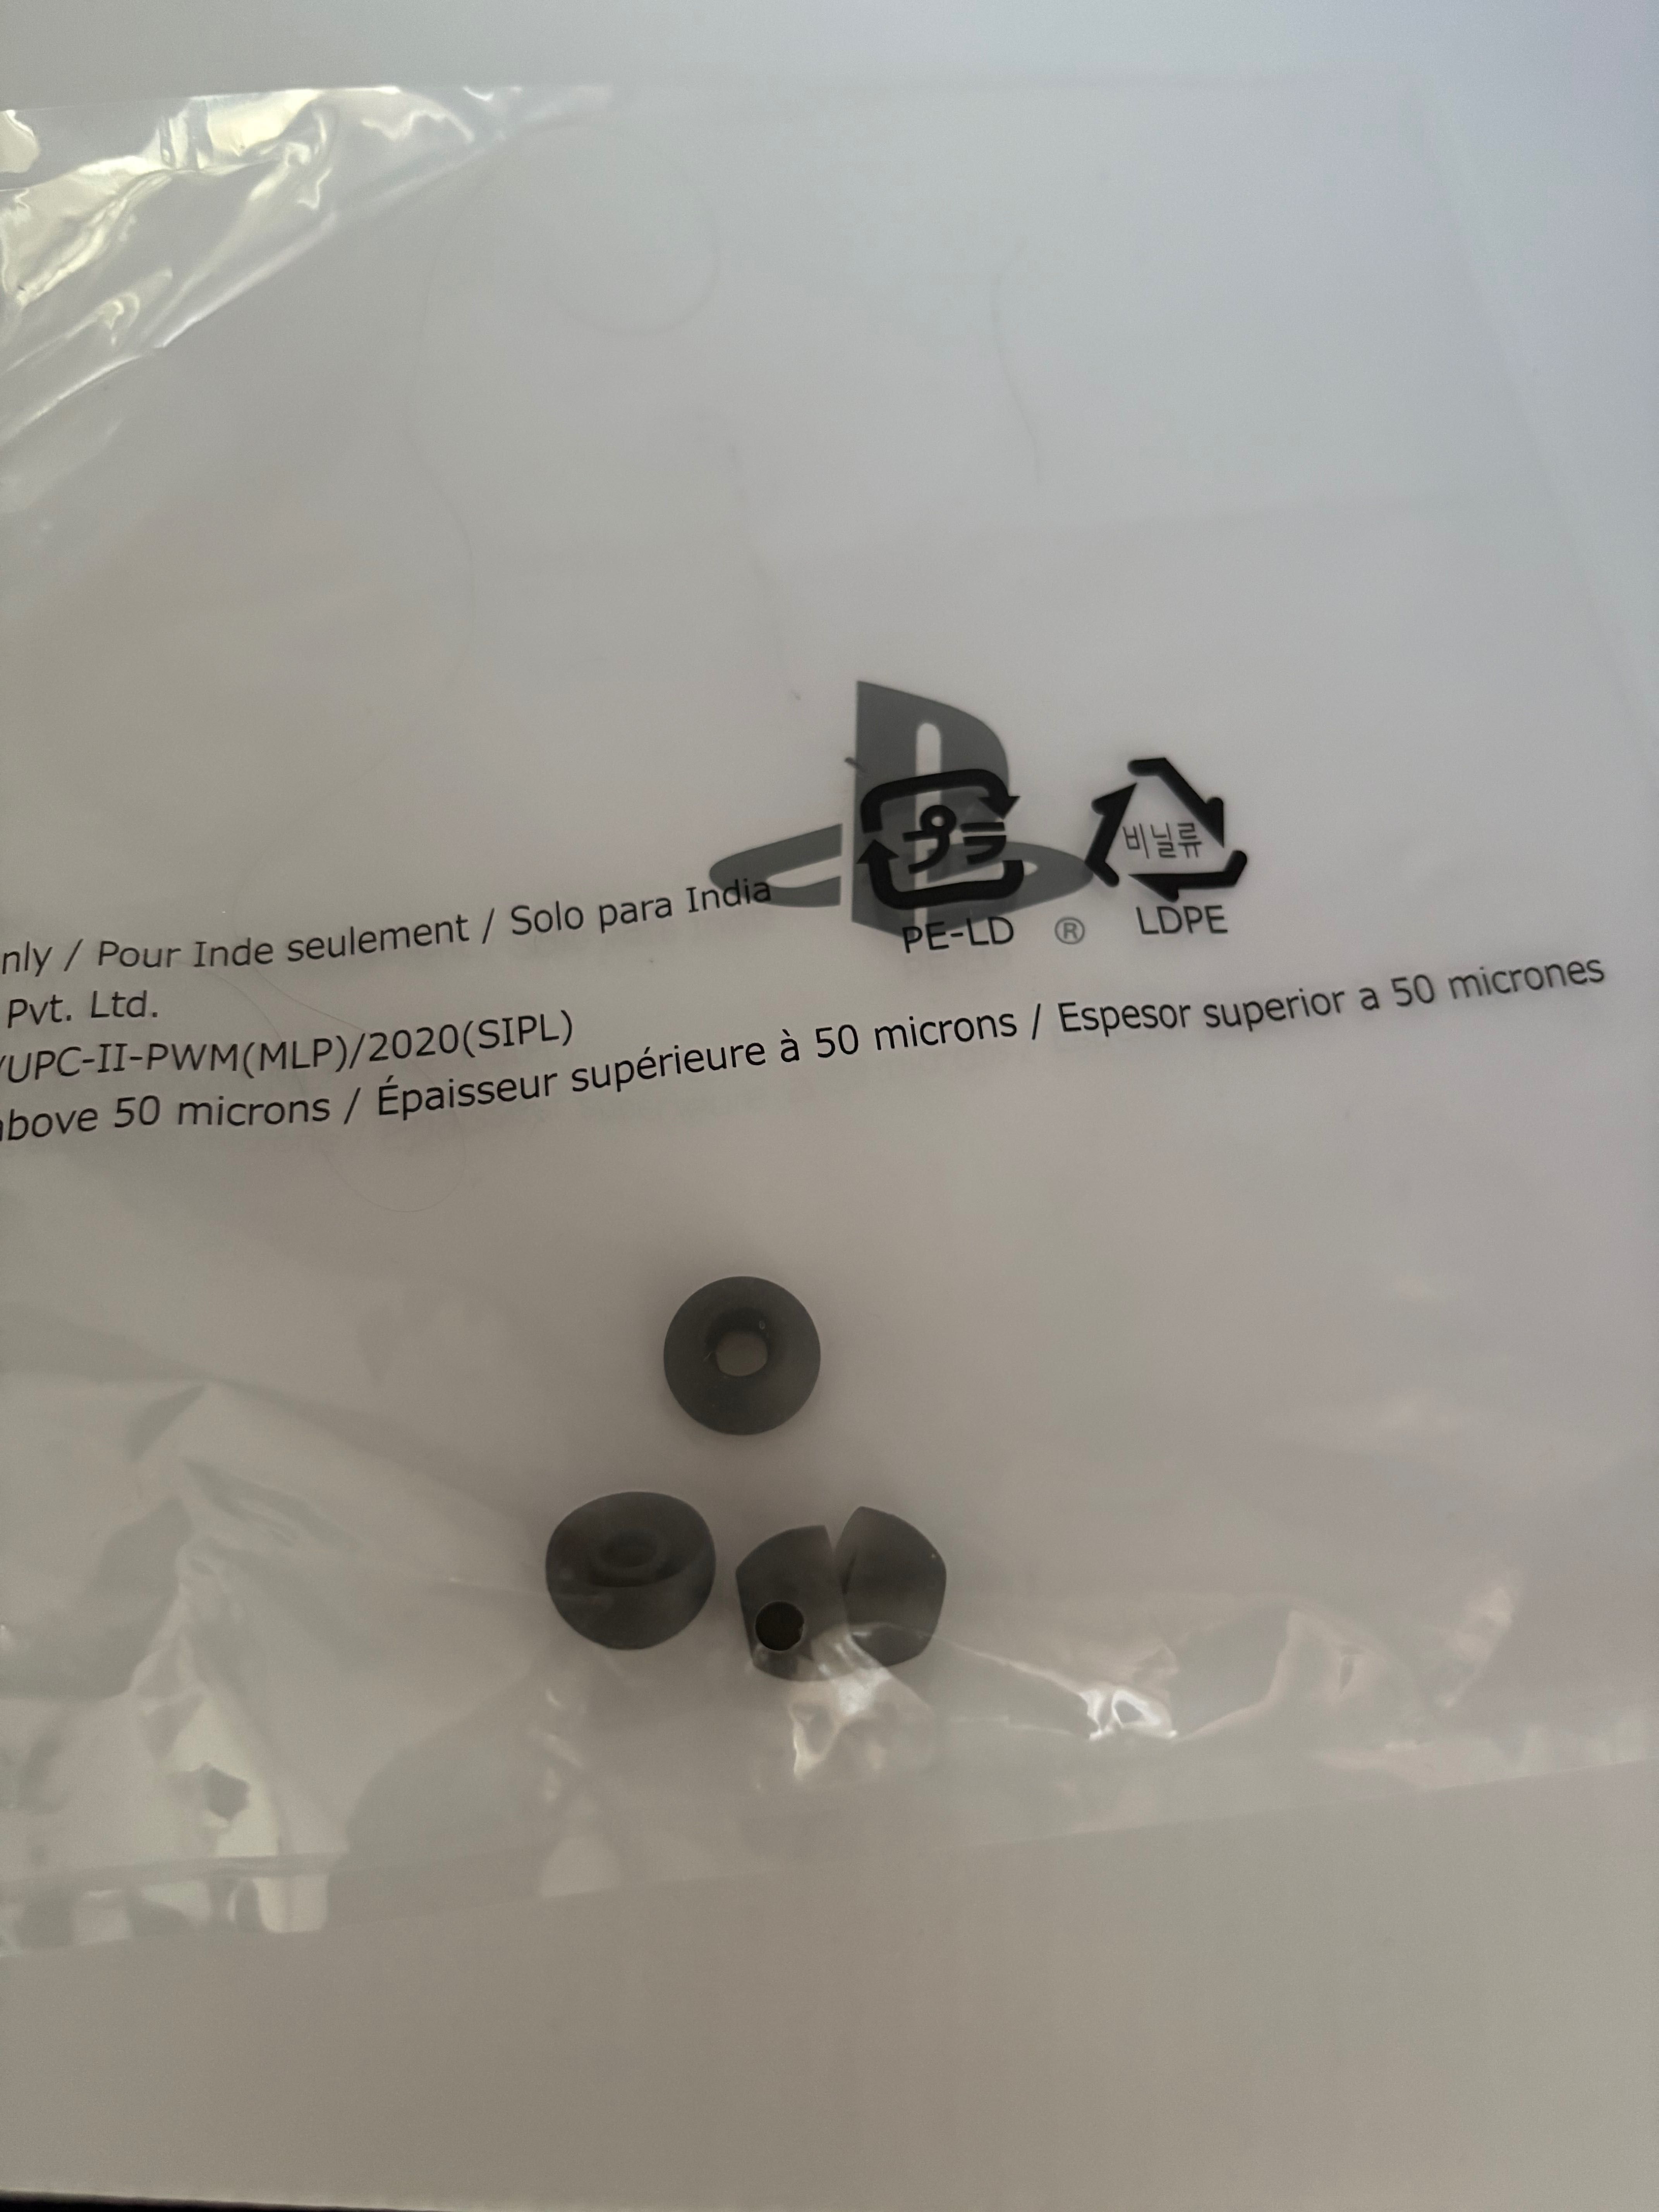 プラ
비닐류
PE-LD ® LDPE
nly / Pour Inde seulement / Solo para India
Pvt. Ltd.
/UPC-II-PWM(MLP)/2020(SIPL)
above 50 microns / Épaisseur supérieure à 50 microns / Espesor superior a 50 micrones